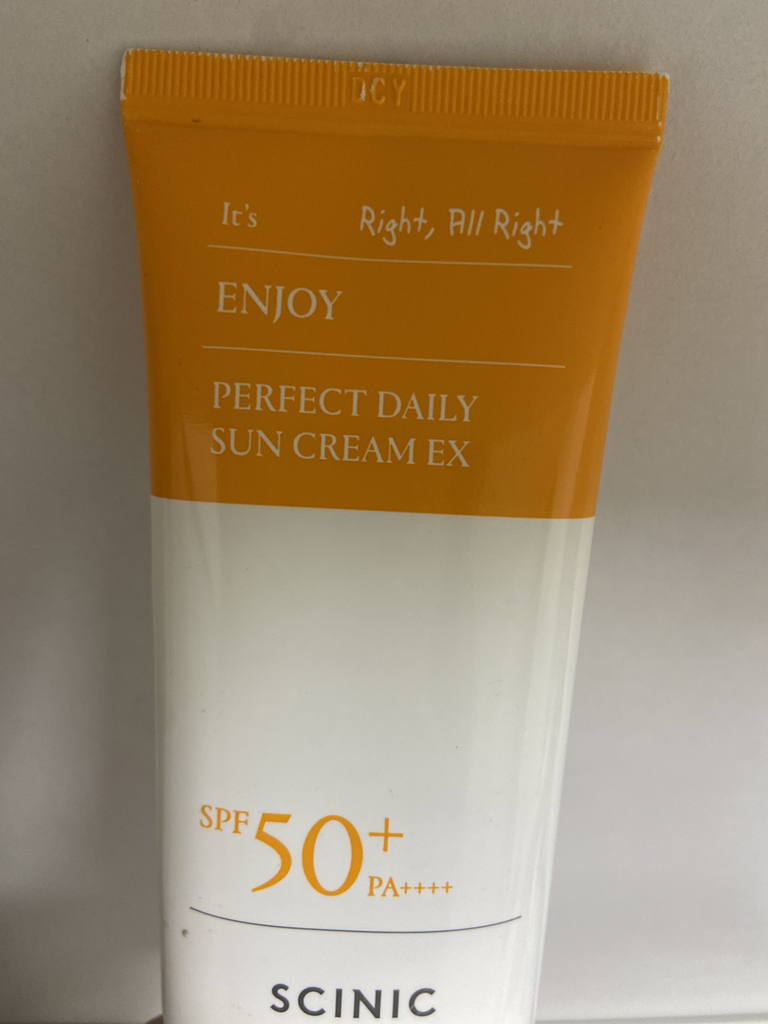 It's Right, All Right
ENJOY
PERFECT DAILY
SUN CREAM EX
SPF 50+
PA++++
SCINIC